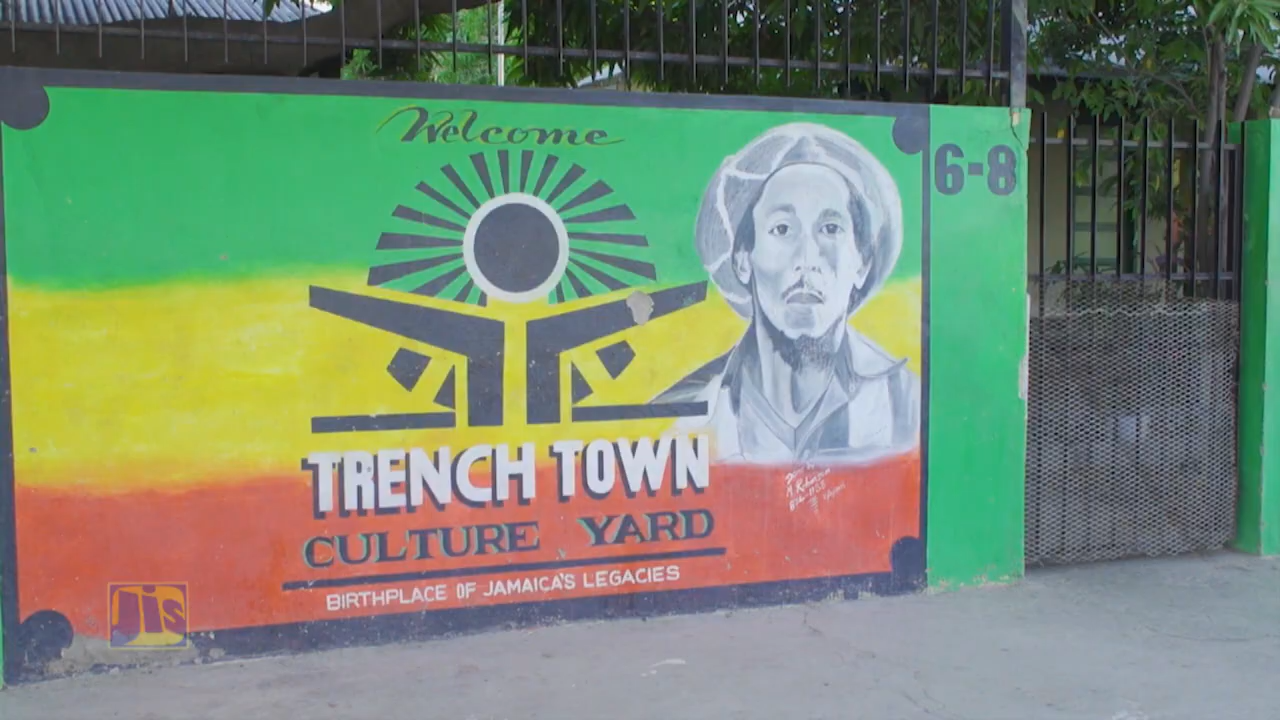 Welcome
6-8
TRENCH TOWN
CULTURE YARD
BIRTHPLACE OF JAMAICA'S LEGACIES
jis